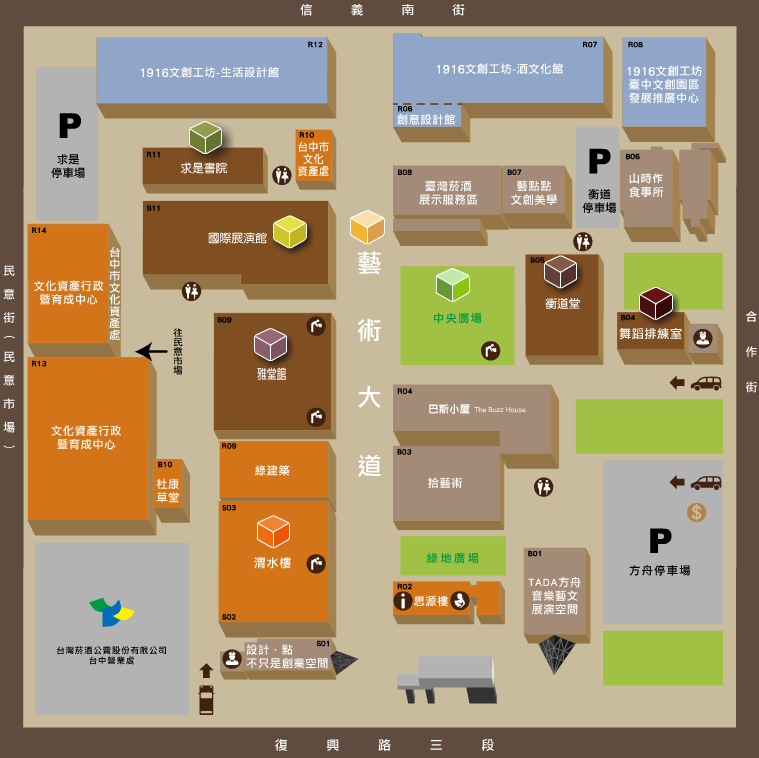 信義南街
R12
1916文創工坊-生活設計館
R07
1916文創工坊-酒文化館
R08
1916文創工坊
臺中文創園區
發展推廣中心
R06
創意設計館
P
求是
停車場
R11
求是書院
R10
台中市
文化
資產處
P
衡道
停車場
B06
山時作
食事所
B08
臺灣菸酒
展示服務區
B07
藝點點
文創美學
B11
國際展演館
R14
文化資產行政
暨育成中心
台中市文化資產處
藝術大道
中央廣場
B05
衡道堂
B04
舞蹈排練室
民意街(民意市場)
合作街
往民意市場
B09
雅堂館
R13
文化資產行政
暨育成中心
R04
巴斯小屋 The Buzz House
B10
杜康
草堂
R09
綠建築
B03
拾藝術
S03
渭水樓
S02
$
P
方舟停車場
綠地廣場
B01
TADA方舟
音樂藝文
展演空間
R02
i
思源樓
台灣菸酒公賣股份有限公司
台中營業處
S01
設計‧點
不只是創業空間
復興路三段